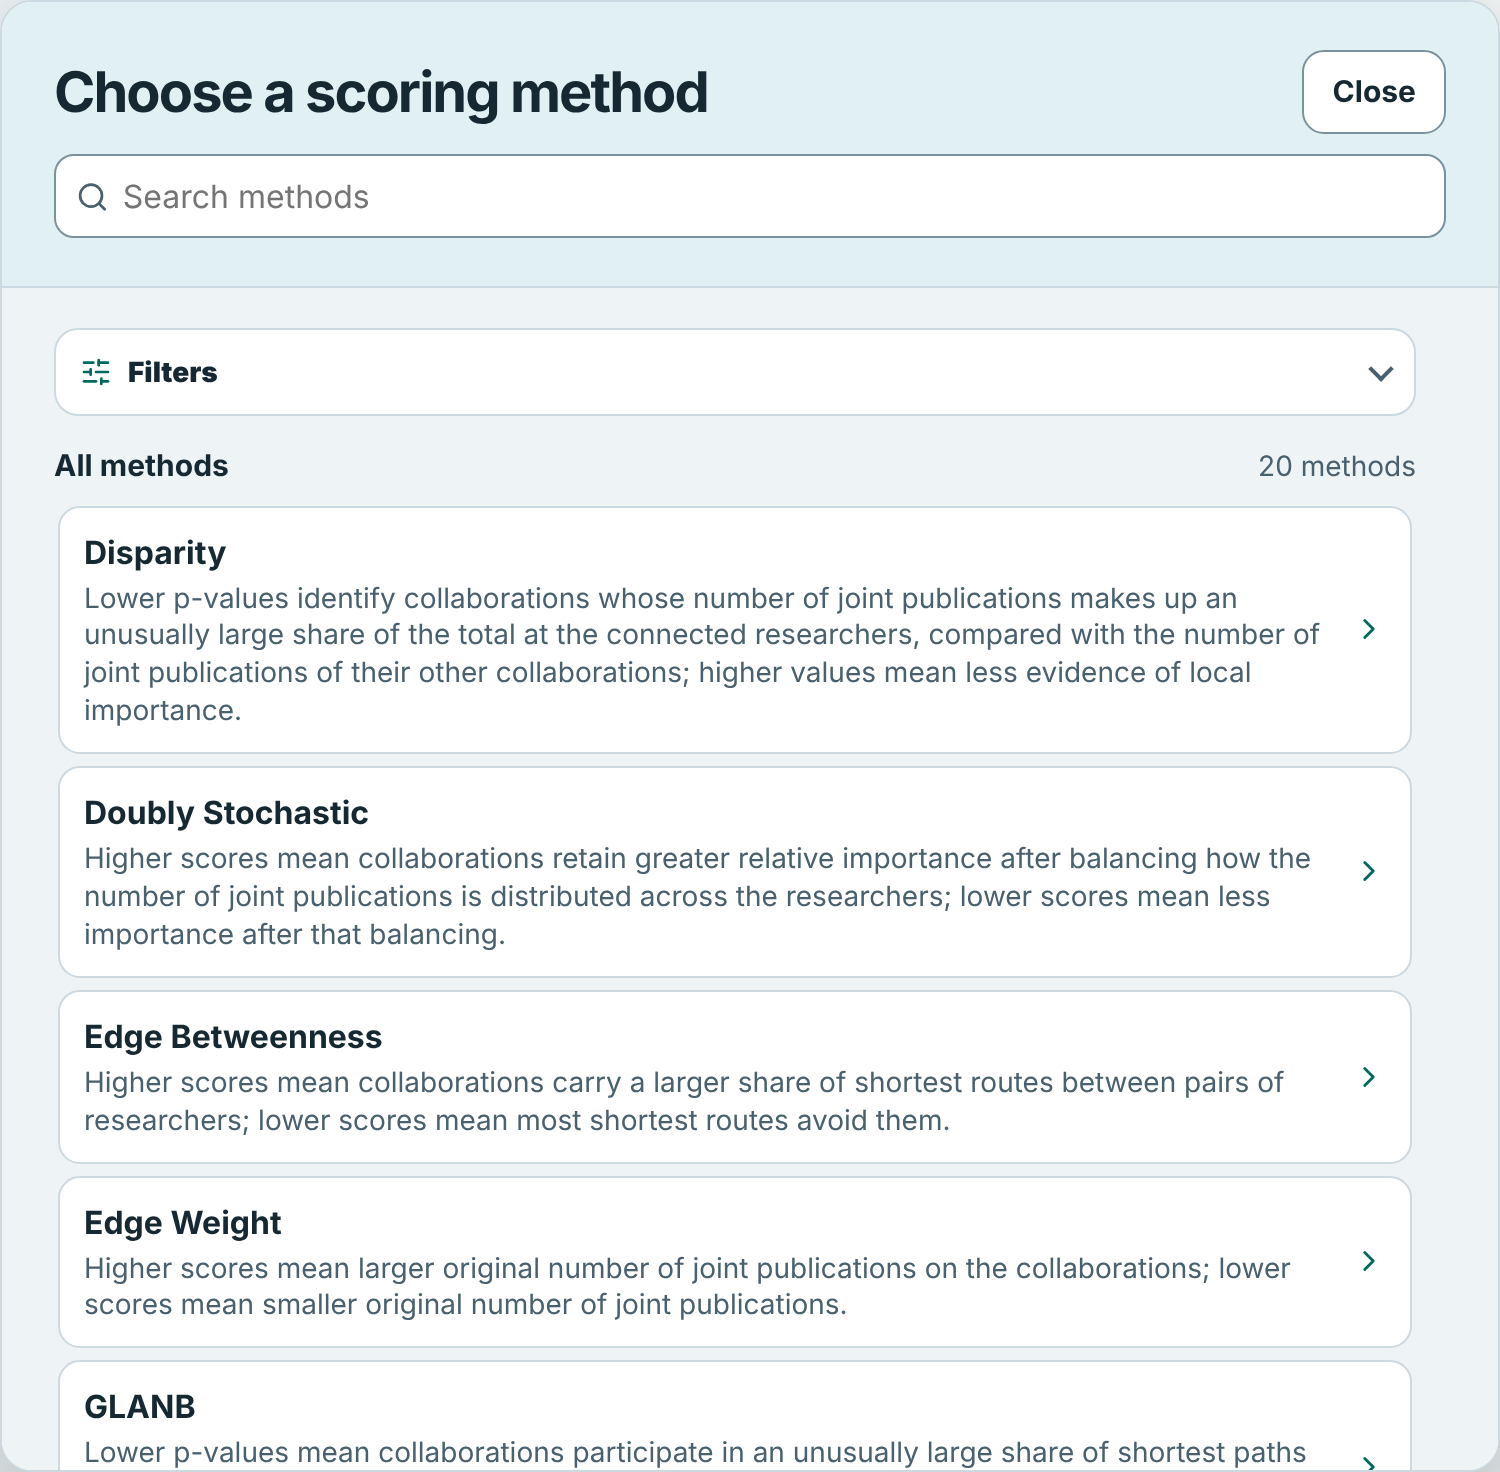 Choose a scoring method
Close
Search methods
Filters
All methods
20 methods
Disparity
Lower p-values identify collaborations whose number of joint publications makes up an
unusually large share of the total at the connected researchers, compared with the number of
joint publications of their other collaborations; higher values mean less evidence of local
importance.
Doubly Stochastic
Higher scores mean collaborations retain greater relative importance after balancing how the
number of joint publications is distributed across the researchers; lower scores mean less
importance after that balancing.
Edge Betweenness
Higher scores mean collaborations carry a larger share of shortest routes between pairs of
researchers; lower scores mean most shortest routes avoid them.
Edge Weight
Higher scores mean larger original number of joint publications on the collaborations; lower
scores mean smaller original number of joint publications.
GLANB
Lower p-values mean collaborations participate in an unusually large share of shortest paths